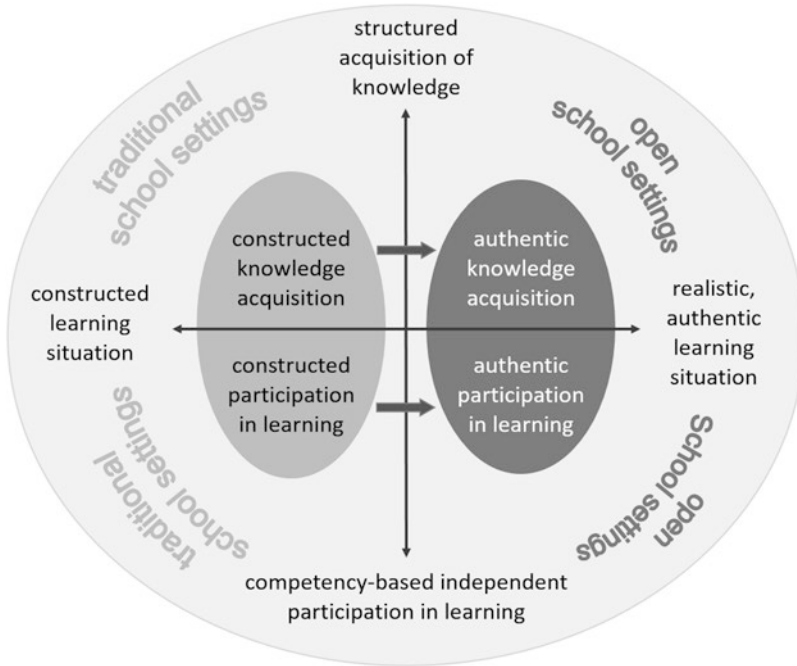 structured
acquisition of
knowledge
traditional
school settings
open
school settings
constructed
knowledge
acquisition
authentic
knowledge
acquisition
constructed
learning
situation
realistic,
authentic
learning
situation
constructed
participation
in learning
authentic
participation
in learning
traditional
school settings
open
School settings
competency-based independent
participation in learning